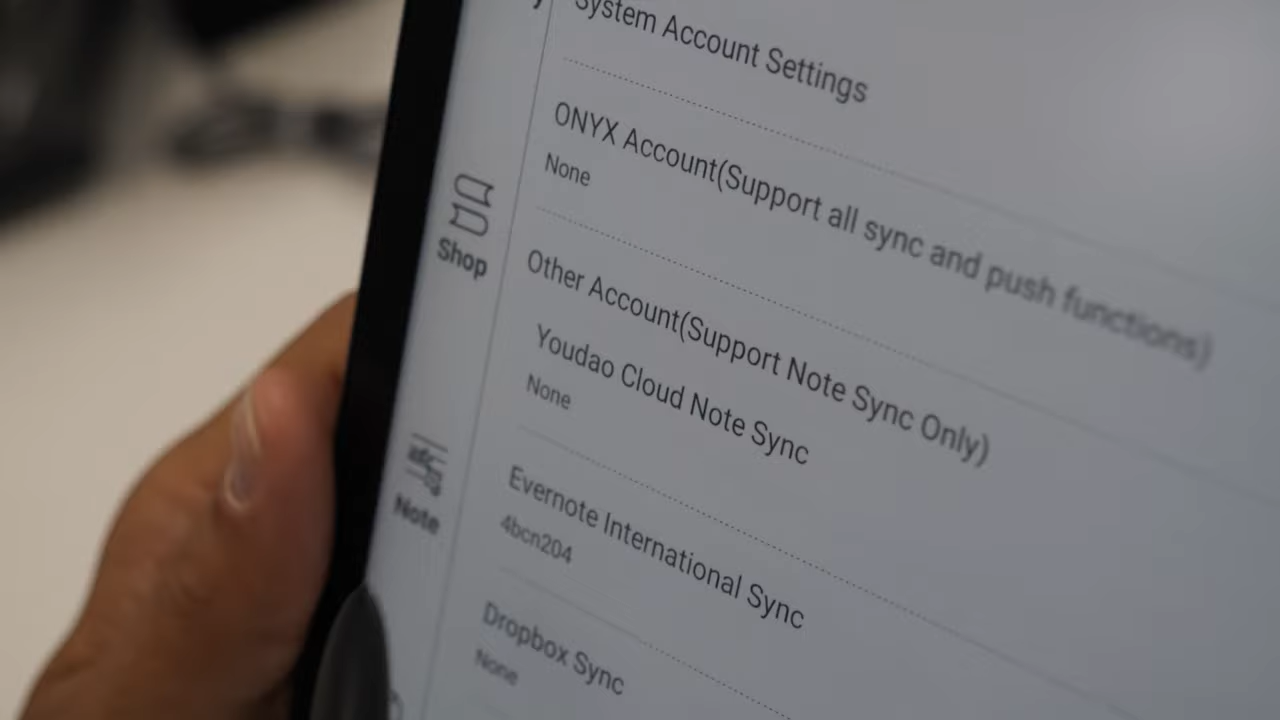 System Account Settings
ONYX Account(Support all sync and push functions)
None
Other Account(Support Note Sync Only)
Youdao Cloud Note Sync
None
Evernote International Sync
4bcn204
Dropbox Sync
None
Shop
Note